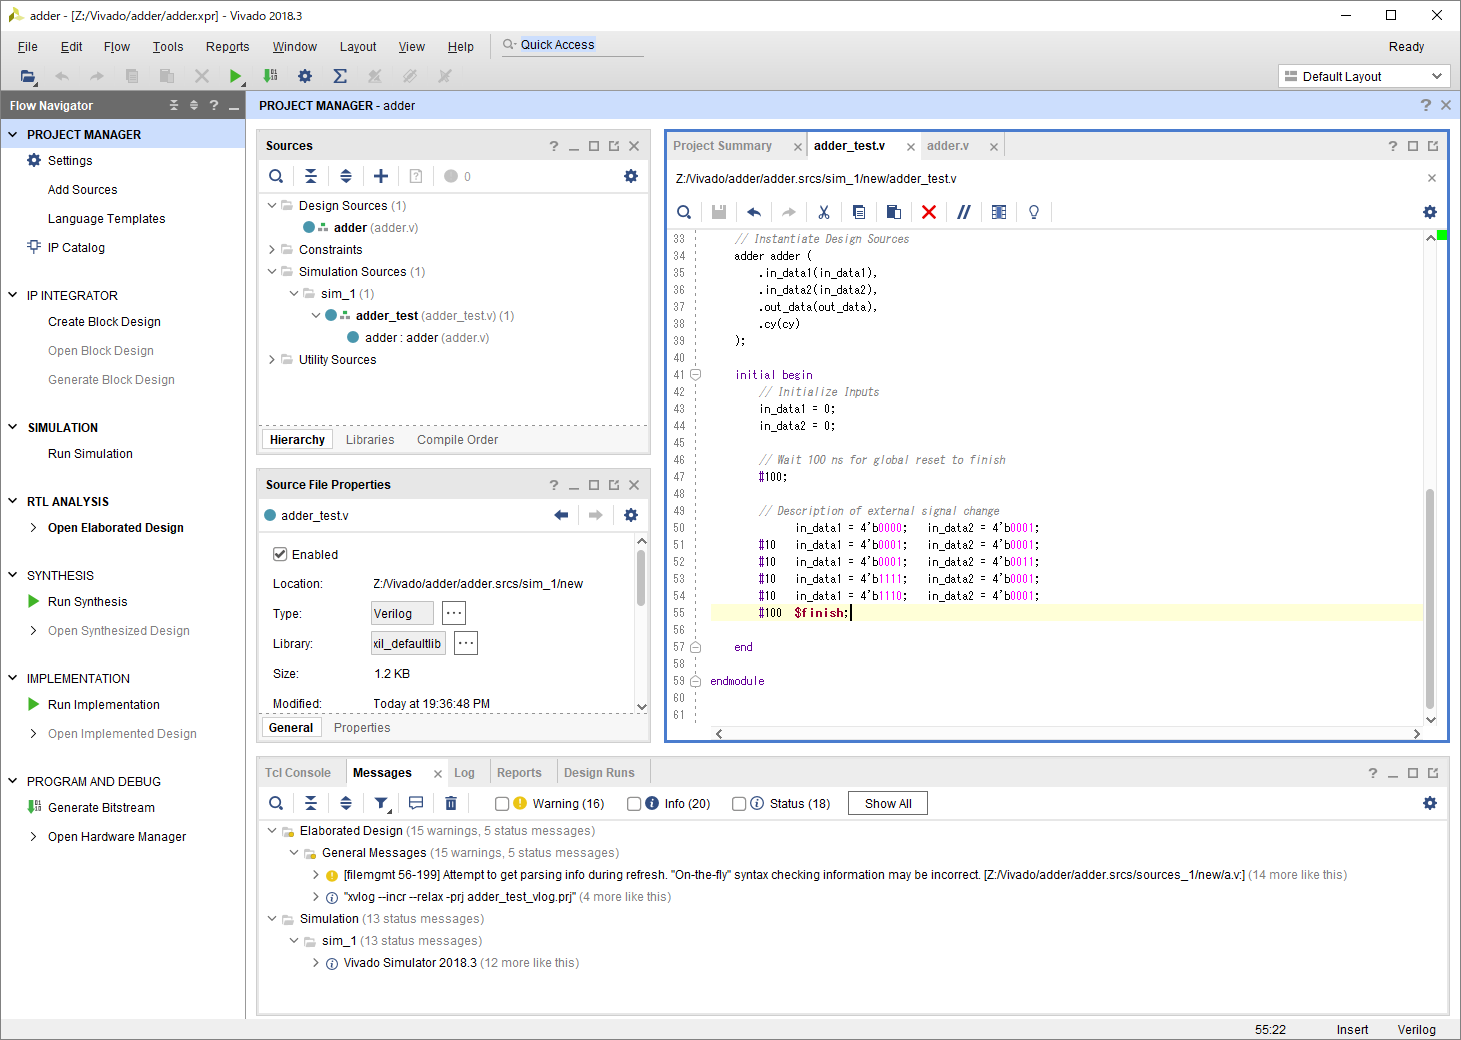 adder - [Z:/Vivado/adder/adder.xpr] - Vivado 2018.3
File Edit Flow Tools Reports Window Layout View Help Quick Access Ready
Default Layout
Flow Navigator
PROJECT MANAGER
Settings
Add Sources
Language Templates
IP Catalog
IP INTEGRATOR
Create Block Design
Open Block Design
Generate Block Design
SIMULATION
Run Simulation
RTL ANALYSIS
Open Elaborated Design
SYNTHESIS
Run Synthesis
Open Synthesized Design
IMPLEMENTATION
Run Implementation
Open Implemented Design
PROGRAM AND DEBUG
Generate Bitstream
Open Hardware Manager
PROJECT MANAGER - adder
Sources
0
Design Sources (1)
adder (adder.v)
Constraints
Simulation Sources (1)
sim_1 (1)
adder_test (adder_test.v) (1)
adder : adder (adder.v)
Utility Sources
Hierarchy Libraries Compile Order
Source File Properties
adder_test.v
Enabled
Location: Z:/Vivado/adder/adder.srcs/sim_1/new
Type: Verilog ...
Library: xil_defaultlib ...
Size: 1.2 KB
Modified: Today at 19:36:48 PM
General Properties
Project Summary adder_test.v adder.v
Z:/Vivado/adder/adder.srcs/sim_1/new/adder_test.v
33 // Instantiate Design Sources
34 adder adder (
35 .in_data1(in_data1),
36 .in_data2(in_data2),
37 .out_data(out_data),
38 .cy(cy)
39 );
40
41 initial begin
42 // Initialize Inputs
43 in_data1 = 0;
44 in_data2 = 0;
45
46 // Wait 100 ns for global reset to finish
47 #100;
48
49 // Description of external signal change
50 in_data1 = 4'b0000; in_data2 = 4'b0001;
51 #10 in_data1 = 4'b0001; in_data2 = 4'b0001;
52 #10 in_data1 = 4'b0001; in_data2 = 4'b0011;
53 #10 in_data1 = 4'b1111; in_data2 = 4'b0001;
54 #10 in_data1 = 4'b1110; in_data2 = 4'b0001;
55 #100 $finish;
56
57 end
58
59 endmodule
60
61
Tcl Console Messages Log Reports Design Runs
Warning (16) Info (20) Status (18) Show All
Elaborated Design (15 warnings, 5 status messages)
General Messages (15 warnings, 5 status messages)
[filemgmt 56-199] Attempt to get parsing info during refresh. "On-the-fly" syntax checking information may be incorrect. [Z:/Vivado/adder/adder.srcs/sources_1/new/a.v:] (14 more like this)
"xvlog --incr --relax -prj adder_test_vlog.prj" (4 more like this)
Simulation (13 status messages)
sim_1 (13 status messages)
Vivado Simulator 2018.3 (12 more like this)
55:22 Insert Verilog